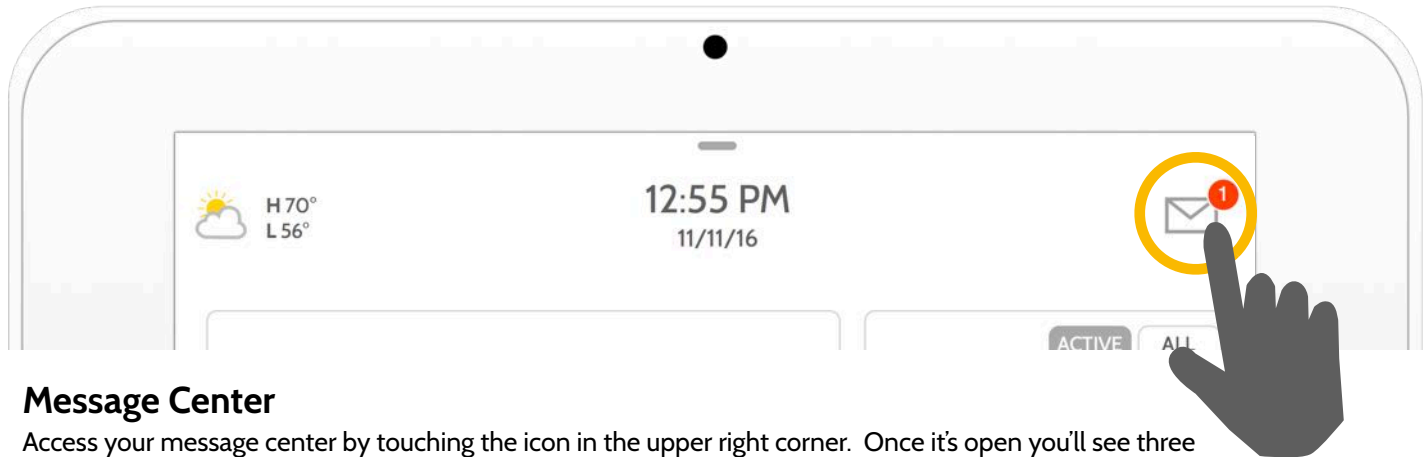 H 70°
L 56°
12:55 PM
11/11/16
1
ACTIVE ALL
Message Center
Access your message center by touching the icon in the upper right corner. Once it's open you'll see three